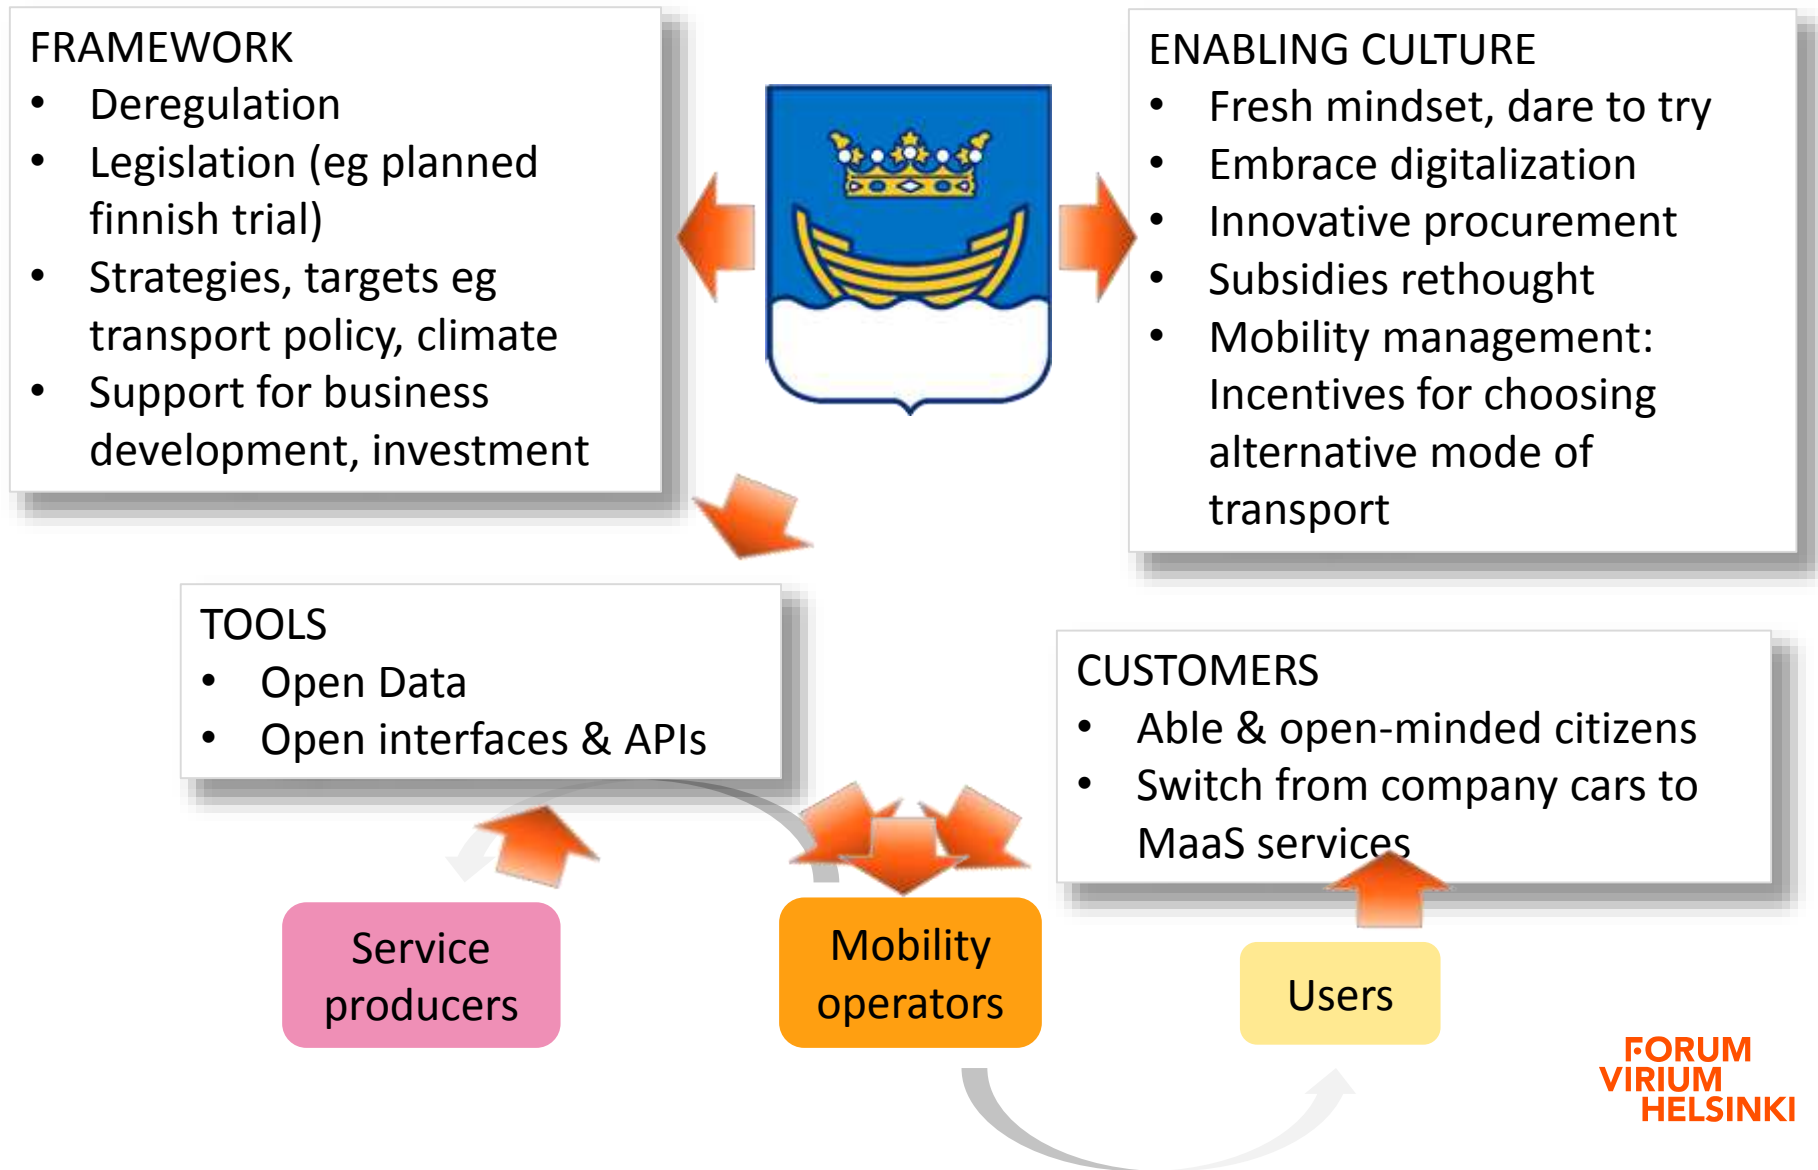 FRAMEWORK
• Deregulation
• Legislation (eg planned
finnish trial)
• Strategies, targets eg
transport policy, climate
• Support for business
development, investment
ENABLING CULTURE
• Fresh mindset, dare to try
• Embrace digitalization
• Innovative procurement
• Subsidies rethought
• Mobility management:
Incentives for choosing
alternative mode of
transport
TOOLS
• Open Data
• Open interfaces & APIs
CUSTOMERS
• Able & open-minded citizens
• Switch from company cars to
MaaS services
Service
producers
Mobility
operators
Users
FORUM
VIRIUM
HELSINKI